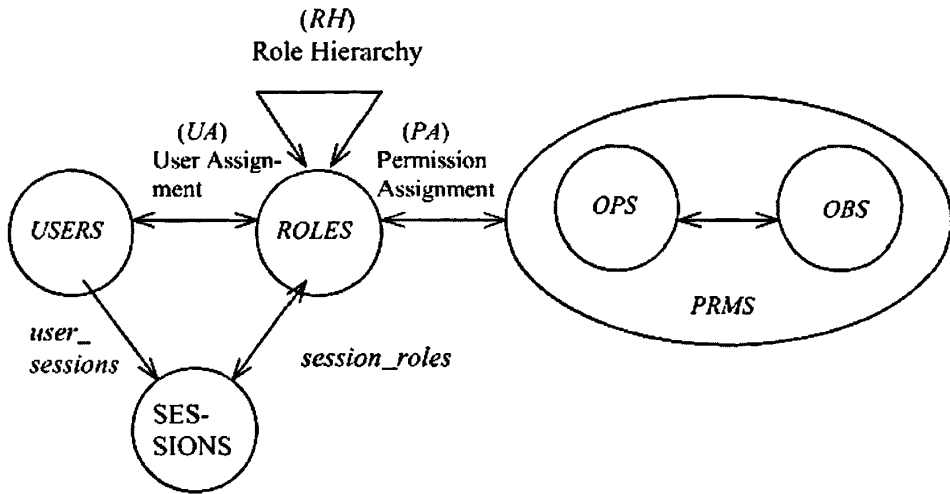 (RH)
Role Hierarchy
(UA)
User Assign-
ment
(PA)
Permission
Assignment
USERS
ROLES
OPS
OBS
PRMS
user_
sessions
session_roles
SES-
SIONS